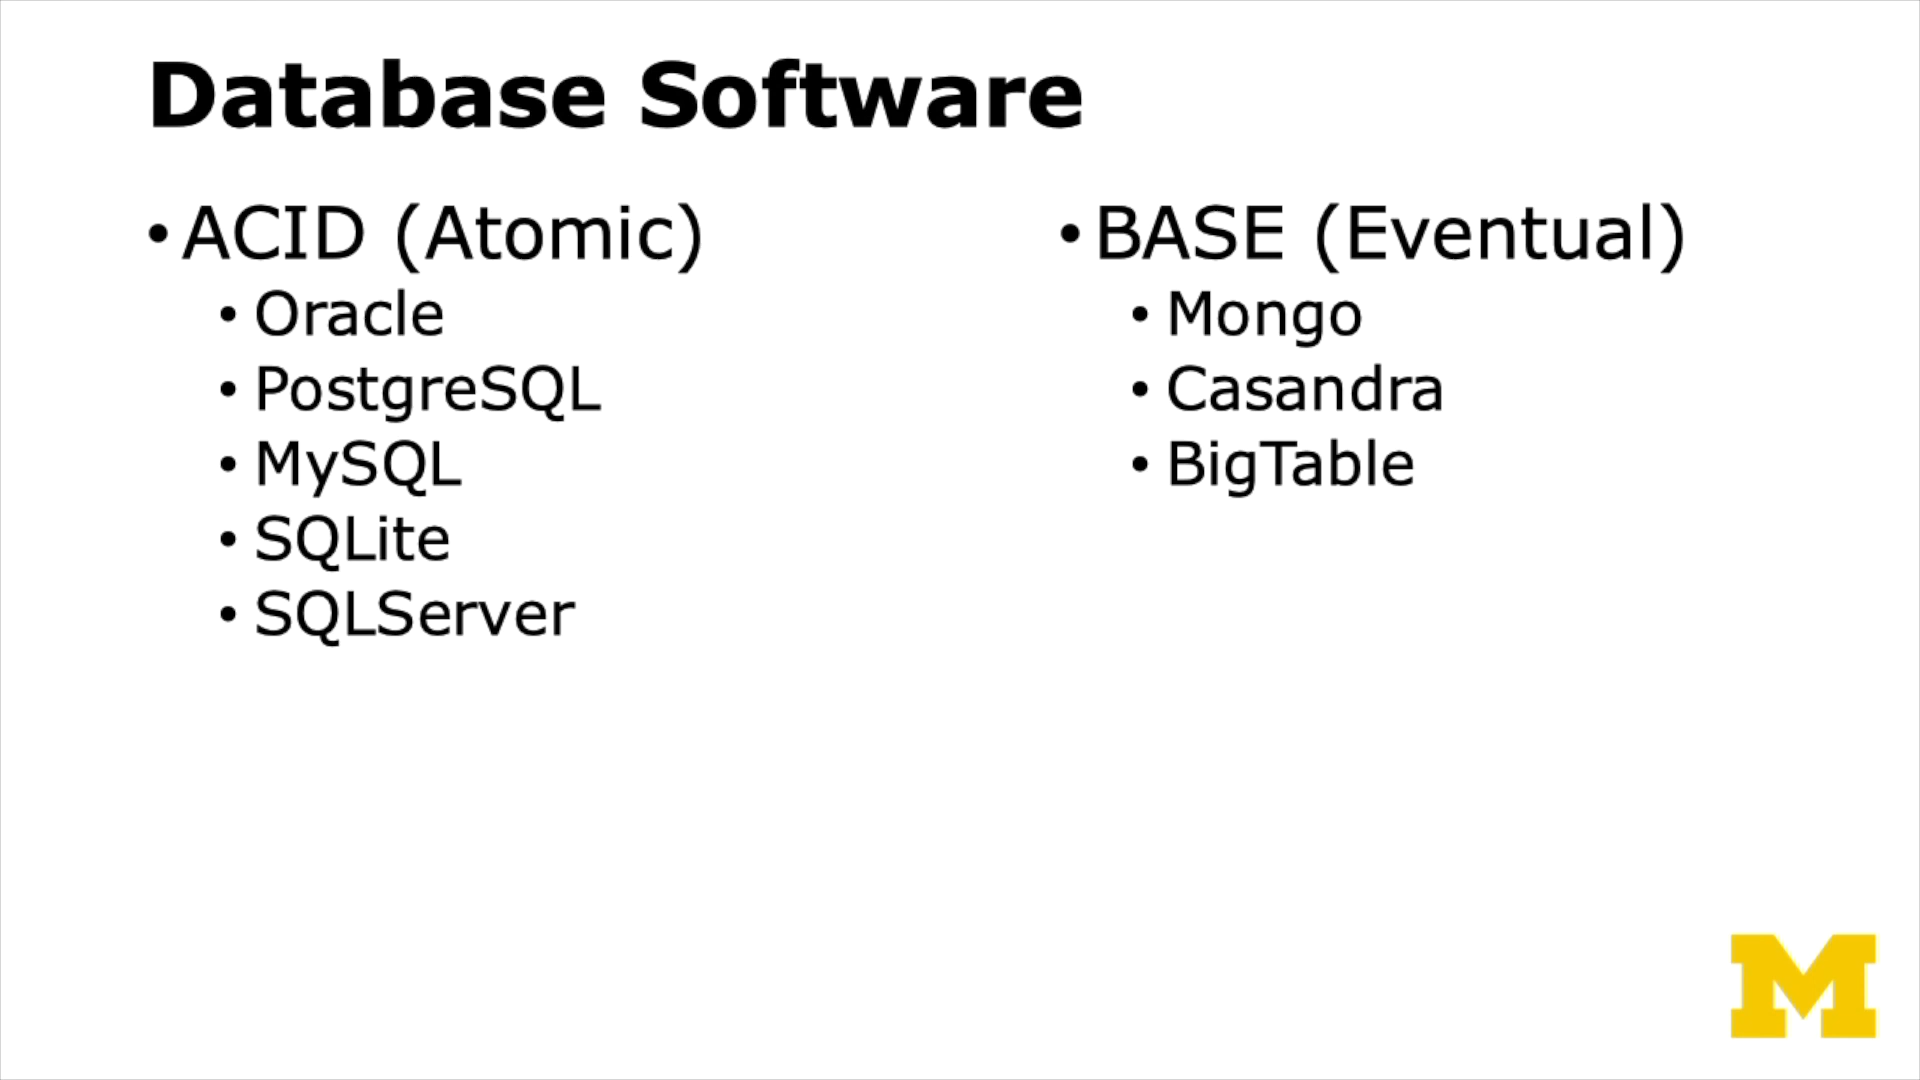 Database Software
• ACID (Atomic)
• Oracle
• PostgreSQL
• MySQL
• SQLite
• SQLServer
• BASE (Eventual)
• Mongo
• Casandra
• BigTable
M